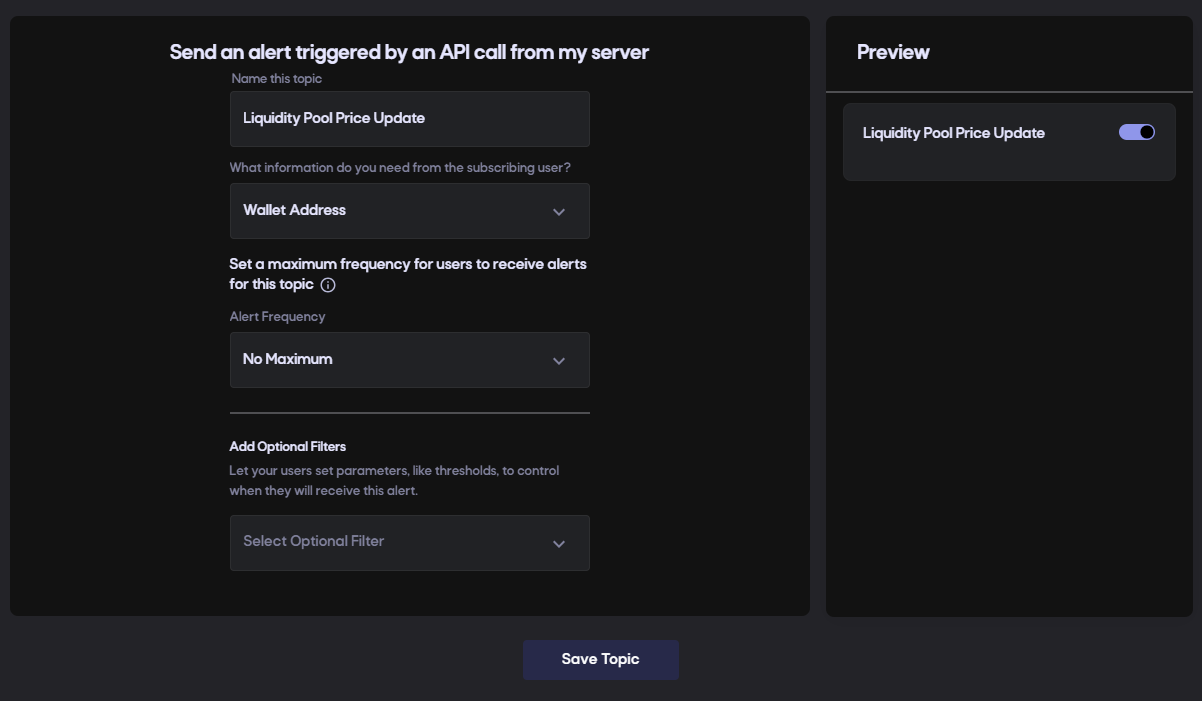 Send an alert triggered by an API call from my server
Name this topic
Liquidity Pool Price Update
What information do you need from the subscribing user?
Wallet Address
Set a maximum frequency for users to receive alerts
for this topic
Alert Frequency
No Maximum
Add Optional Filters
Let your users set parameters, like thresholds, to control
when they will receive this alert.
Select Optional Filter
Preview
Liquidity Pool Price Update
Save Topic